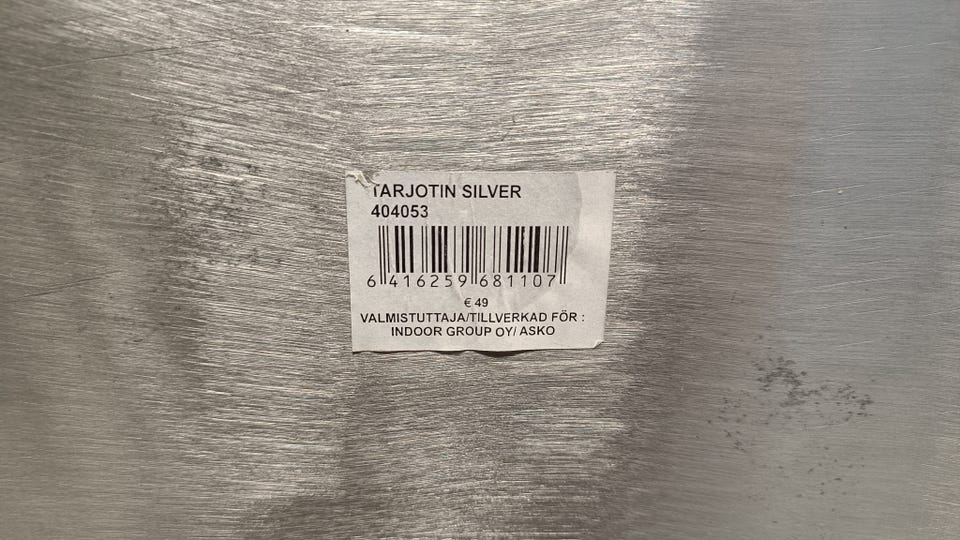 TARJOTIN SILVER
404053
6 416259 681107
€ 49
VALMISTUTTAJA/TILLVERKAD FÖR :
INDOOR GROUP OY/ ASKO